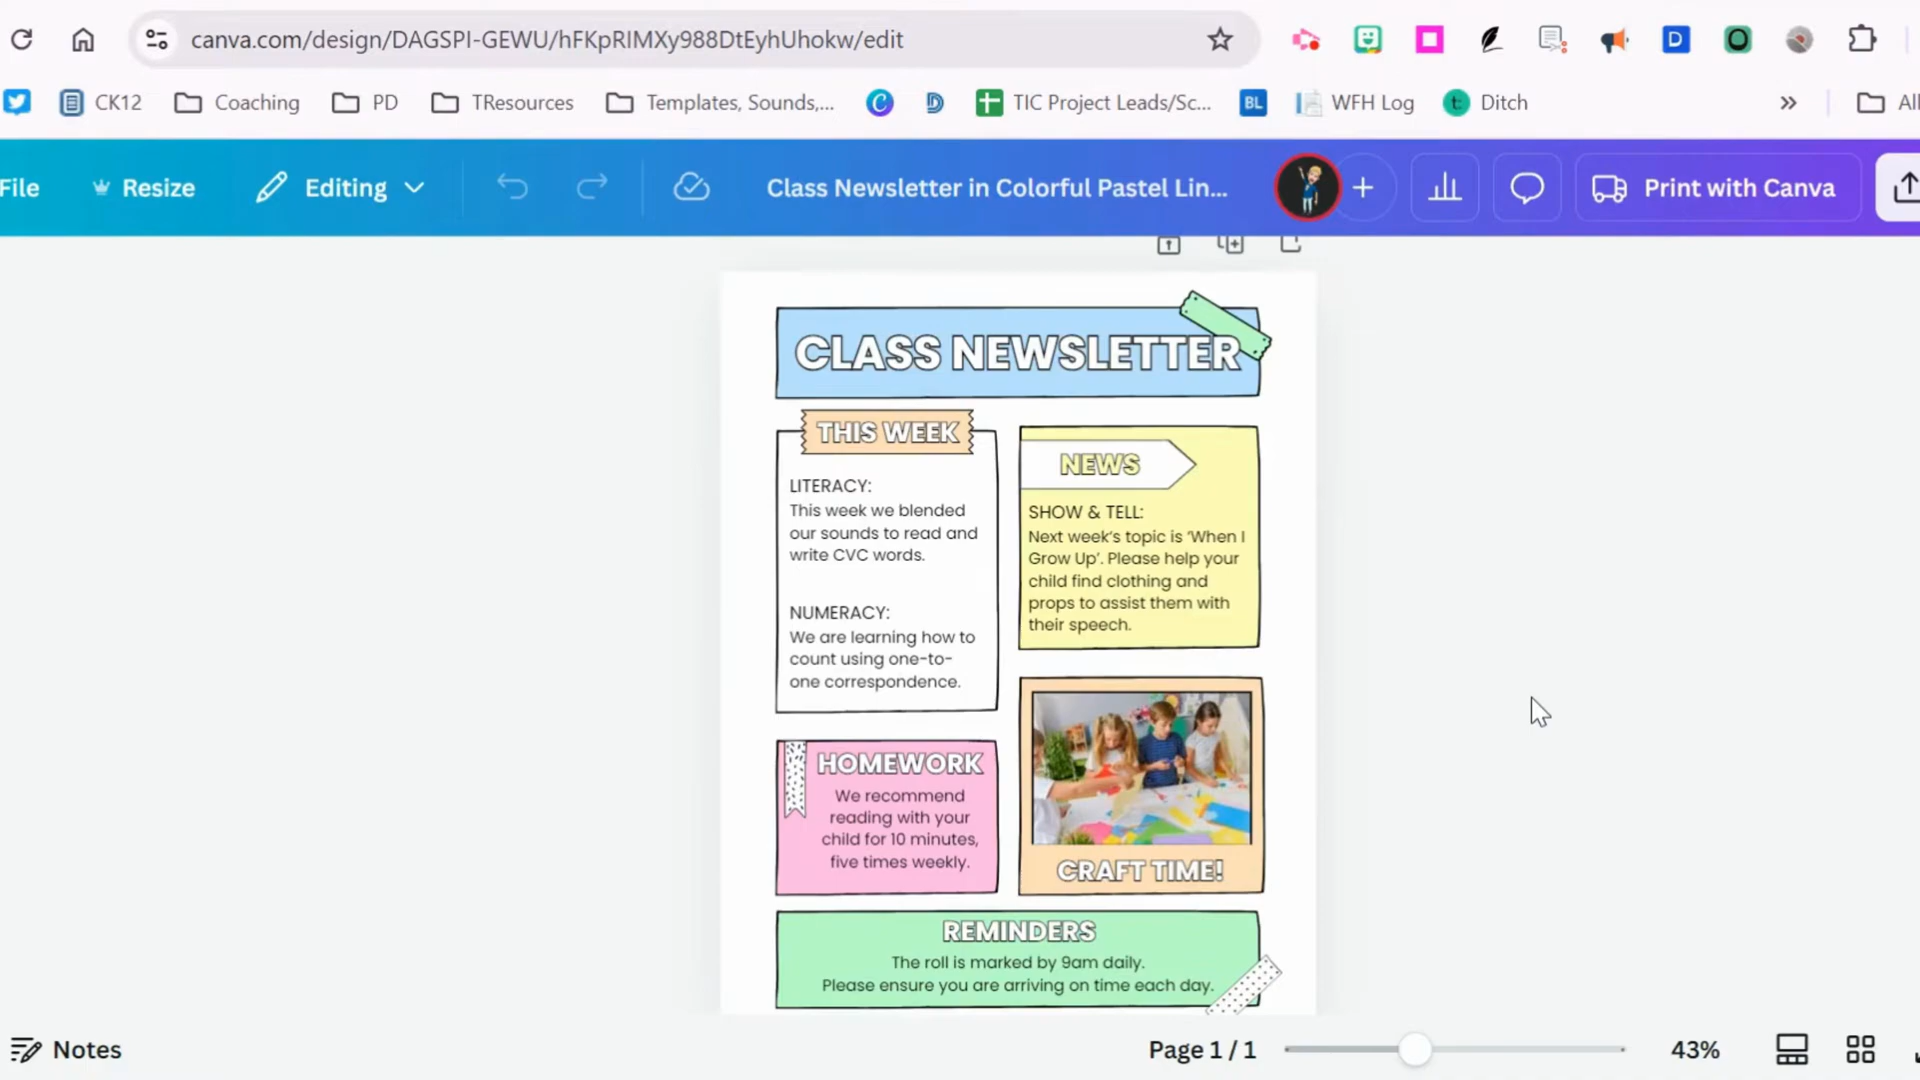 canva.com/design/DAGSPI-GEWU/hFKpRIMXy988DtEyhUhokw/edit
CK12 Coaching PD TResources Templates, Sounds,... TIC Project Leads/Sc... BL WFH Log Ditch All
File Resize Editing Class Newsletter in Colorful Pastel Lin... Print with Canva
CLASS NEWSLETTER
THIS WEEK
LITERACY:
This week we blended
our sounds to read and
write CVC words.
NUMERACY:
We are learning how to
count using one-to-
one correspondence.
NEWS
SHOW & TELL:
Next week's topic is 'When I
Grow Up'. Please help your
child find clothing and
props to assist them with
their speech.
HOMEWORK
We recommend
reading with your
child for 10 minutes,
five times weekly.
CRAFT TIME!
REMINDERS
The roll is marked by 9am daily.
Please ensure you are arriving on time each day.
Notes Page 1 / 1 43%